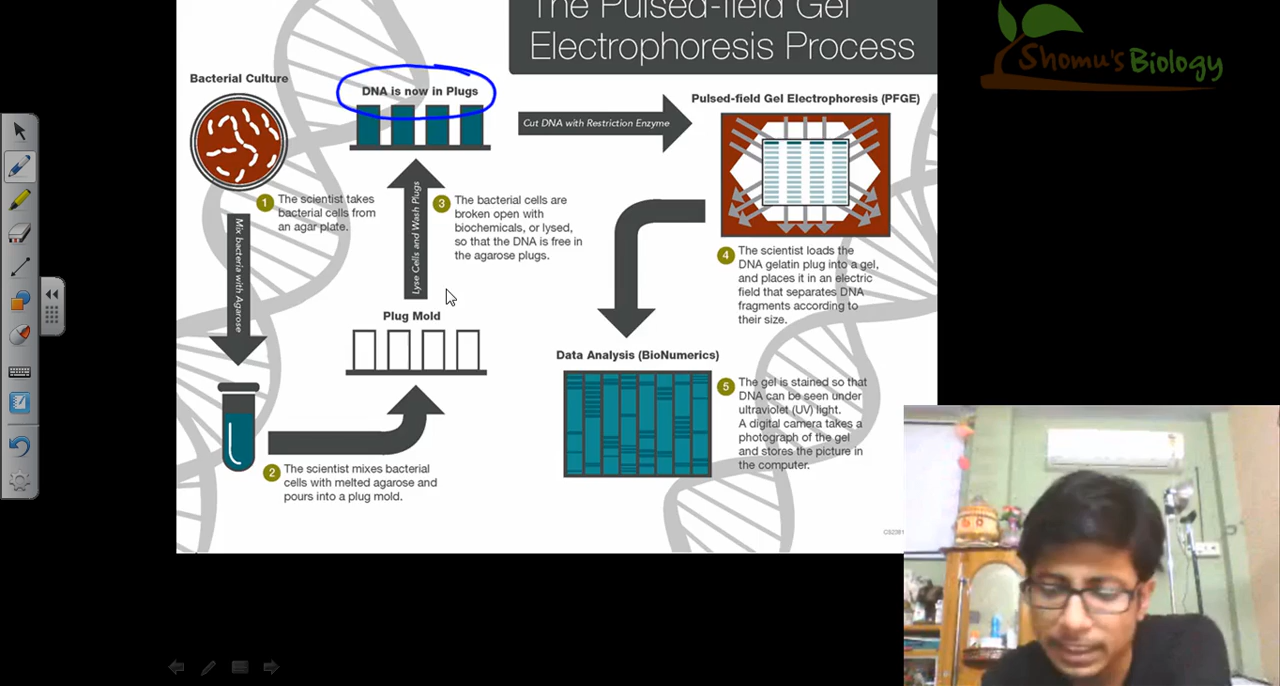 The Pulsed-field Gel
Electrophoresis Process
Shomu's Biology
Bacterial Culture
DNA is now in Plugs
Cut DNA with Restriction Enzyme
Pulsed-field Gel Electrophoresis (PFGE)
1 The scientist takes
bacterial cells from
an agar plate.
Mix bacteria with Agarose
Lyse Cells and Wash Plugs
3 The bacterial cells are
broken open with
biochemicals, or lysed,
so that the DNA is free in
the agarose plugs.
4 The scientist loads the
DNA gelatin plug into a gel,
and places it in an electric
field that separates DNA
fragments according to
their size.
Plug Mold
Data Analysis (BioNumerics)
2 The scientist mixes bacterial
cells with melted agarose and
pours into a plug mold.
5 The gel is stained so that
DNA can be seen under
ultraviolet (UV) light.
A digital camera takes a
photograph of the gel
and stores the picture in
the computer.